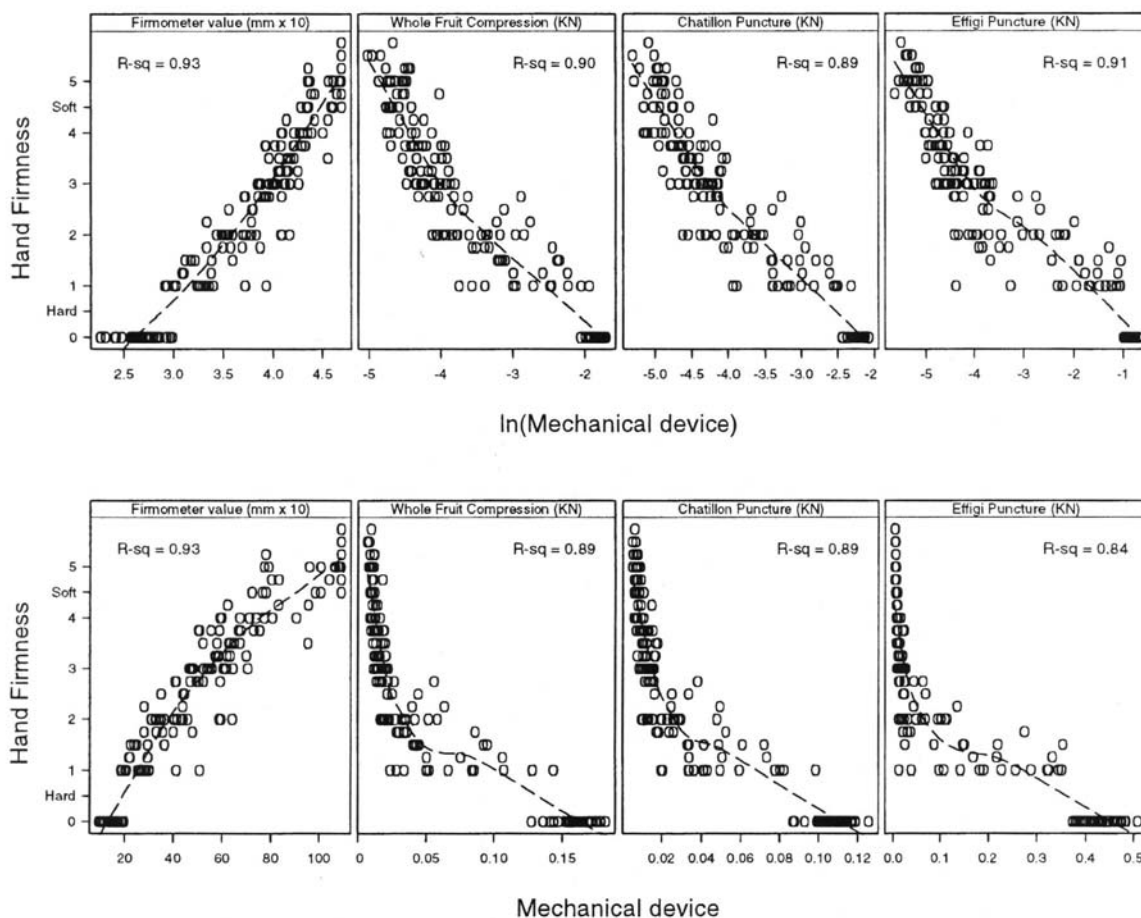 Firmometer value (mm x 10) Whole Fruit Compression (KN) Chatillon Puncture (KN) Effigi Puncture (KN)
R-sq = 0.93 R-sq = 0.90 R-sq = 0.89 R-sq = 0.91
Hand Firmness
5
Soft
4
3
2
1
Hard
0
2.5 3.0 3.5 4.0 4.5 -5 -4 -3 -2 -5.0 -4.5 -4.0 -3.5 -3.0 -2.5 -2 -5 -4 -3 -2 -1
ln(Mechanical device)
Firmometer value (mm x 10) Whole Fruit Compression (KN) Chatillon Puncture (KN) Effigi Puncture (KN)
R-sq = 0.93 R-sq = 0.89 R-sq = 0.89 R-sq = 0.84
Hand Firmness
5
Soft
4
3
2
1
Hard
0
20 40 60 80 100 0 0.05 0.10 0.15 0.02 0.04 0.06 0.08 0.10 0.12 0.0 0.1 0.2 0.3 0.4 0.5
Mechanical device